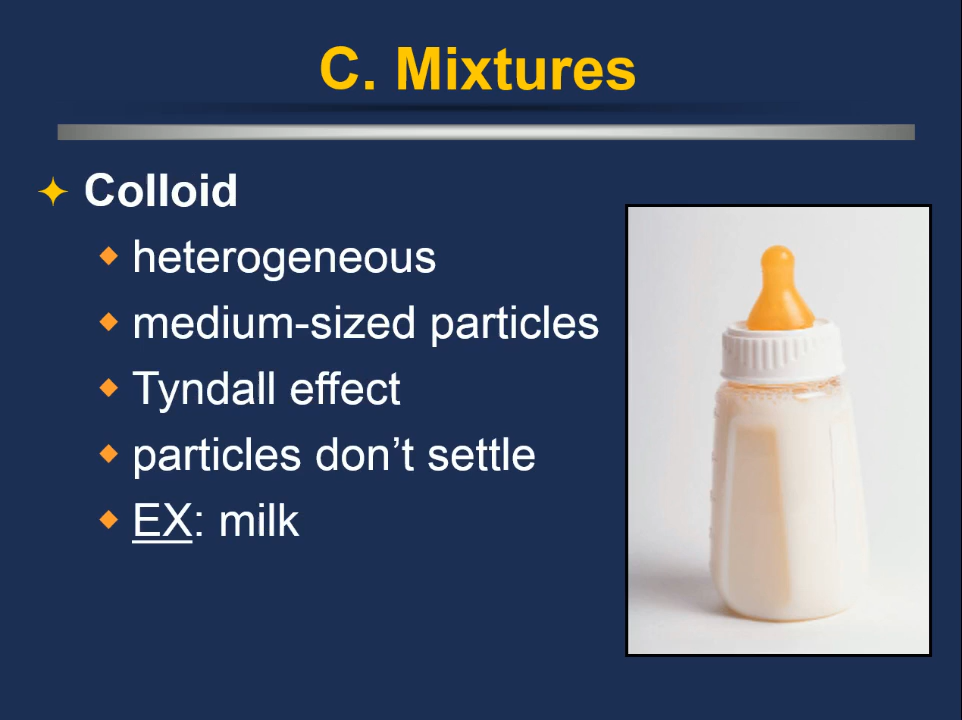 C. Mixtures
Colloid
heterogeneous
medium-sized particles
Tyndall effect
particles don’t settle
EX: milk